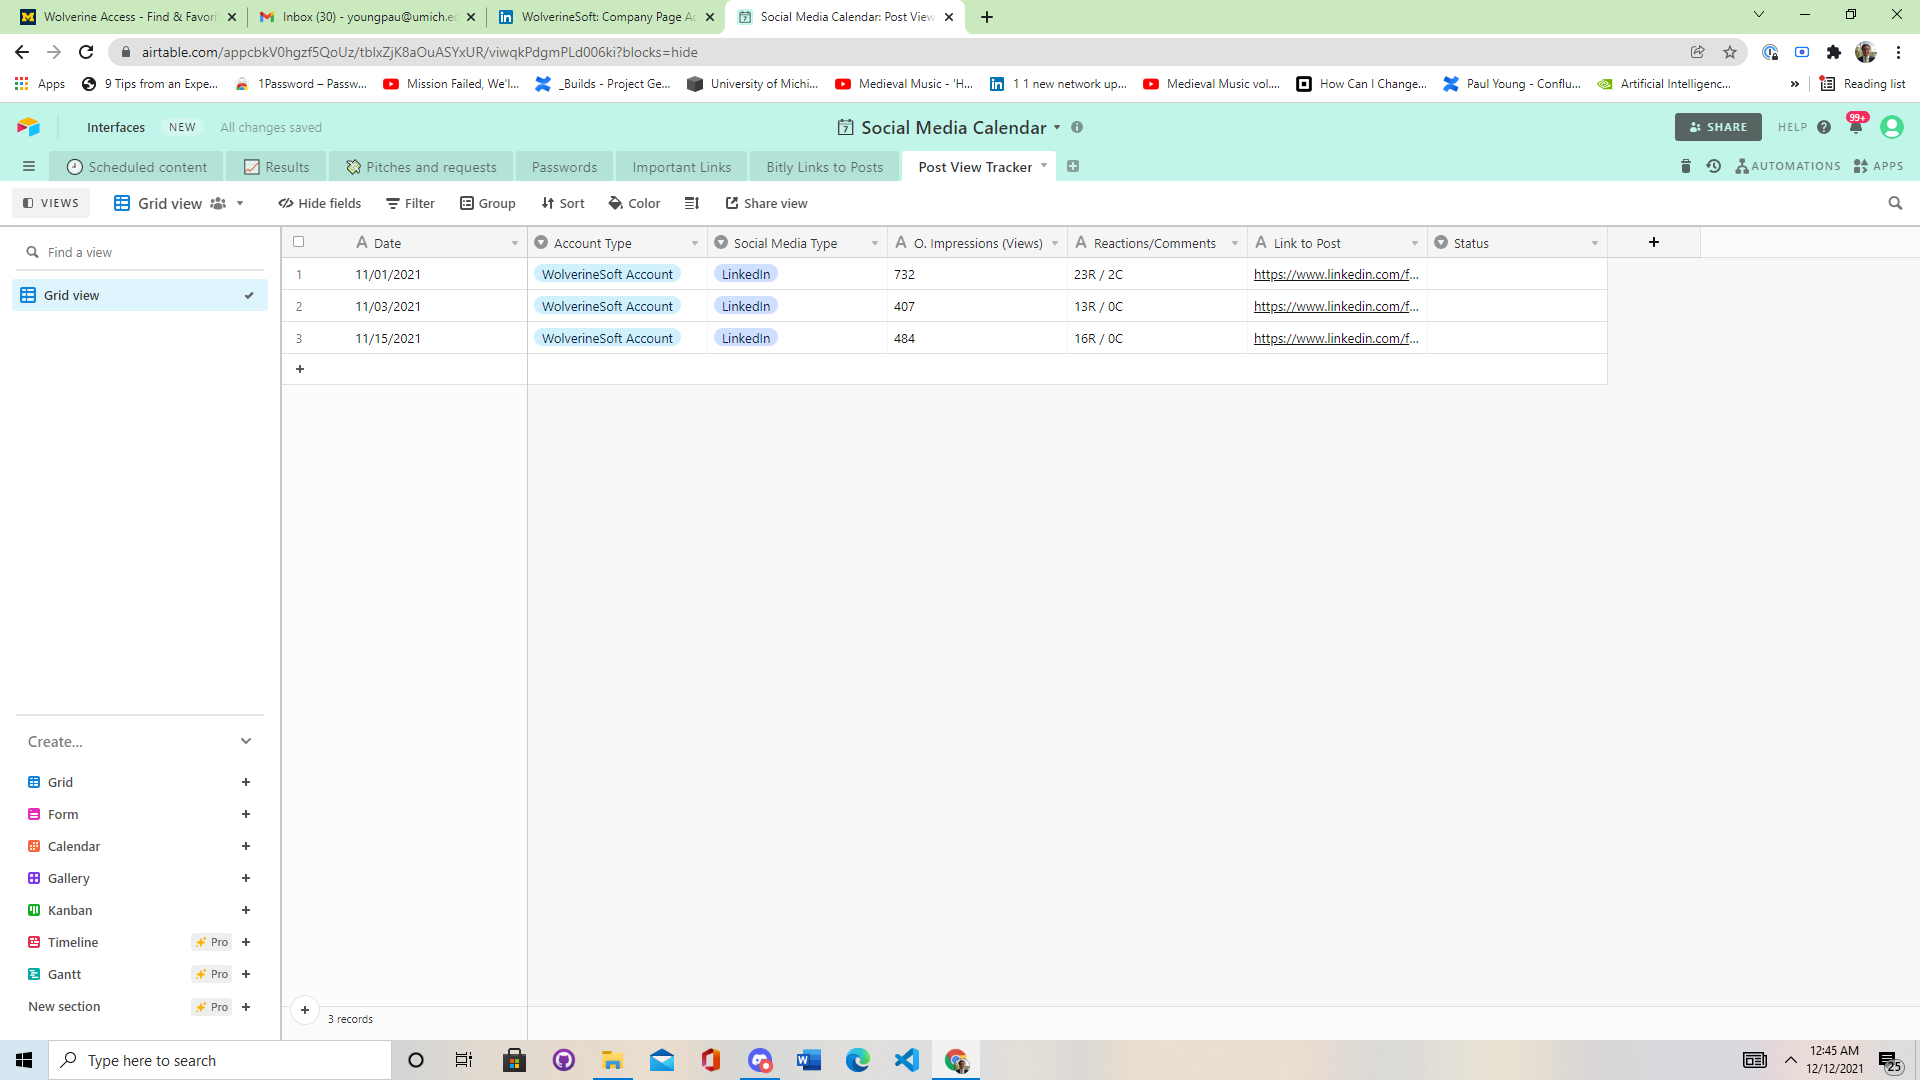 Wolverine Access - Find & Favori
Inbox (30) - youngpau@umich.ec
WolverineSoft: Company Page Ac
Social Media Calendar: Post View
airtable.com/appcbkV0hgzf5QoUz/tblxZjK8aOuASYxUR/viwqkPdgmPLd006ki?blocks=hide
Apps
9 Tips from an Expe...
1Password – Passw...
Mission Failed, We'l...
_Builds - Project Ge...
University of Michi...
Medieval Music - 'H...
1 1 new network up...
Medieval Music vol....
How Can I Change...
Paul Young - Conflu...
Artificial Intelligenc...
»
Reading list
Interfaces
NEW
All changes saved
Social Media Calendar
SHARE
HELP
99+
Scheduled content
Results
Pitches and requests
Passwords
Important Links
Bitly Links to Posts
Post View Tracker
AUTOMATIONS
APPS
VIEWS
Grid view
Hide fields
Filter
Group
Sort
Color
Share view
Find a view
Grid view
Date
Account Type
Social Media Type
O. Impressions (Views)
Reactions/Comments
Link to Post
Status
1 11/01/2021 WolverineSoft Account LinkedIn 732 23R / 2C https://www.linkedin.com/f...
2 11/03/2021 WolverineSoft Account LinkedIn 407 13R / 0C https://www.linkedin.com/f...
3 11/15/2021 WolverineSoft Account LinkedIn 484 16R / 0C https://www.linkedin.com/f...
+
Create...
Grid +
Form +
Calendar +
Gallery +
Kanban +
Timeline Pro +
Gantt Pro +
New section Pro +
+ 3 records
Type here to search
12:45 AM
12/12/2021
25